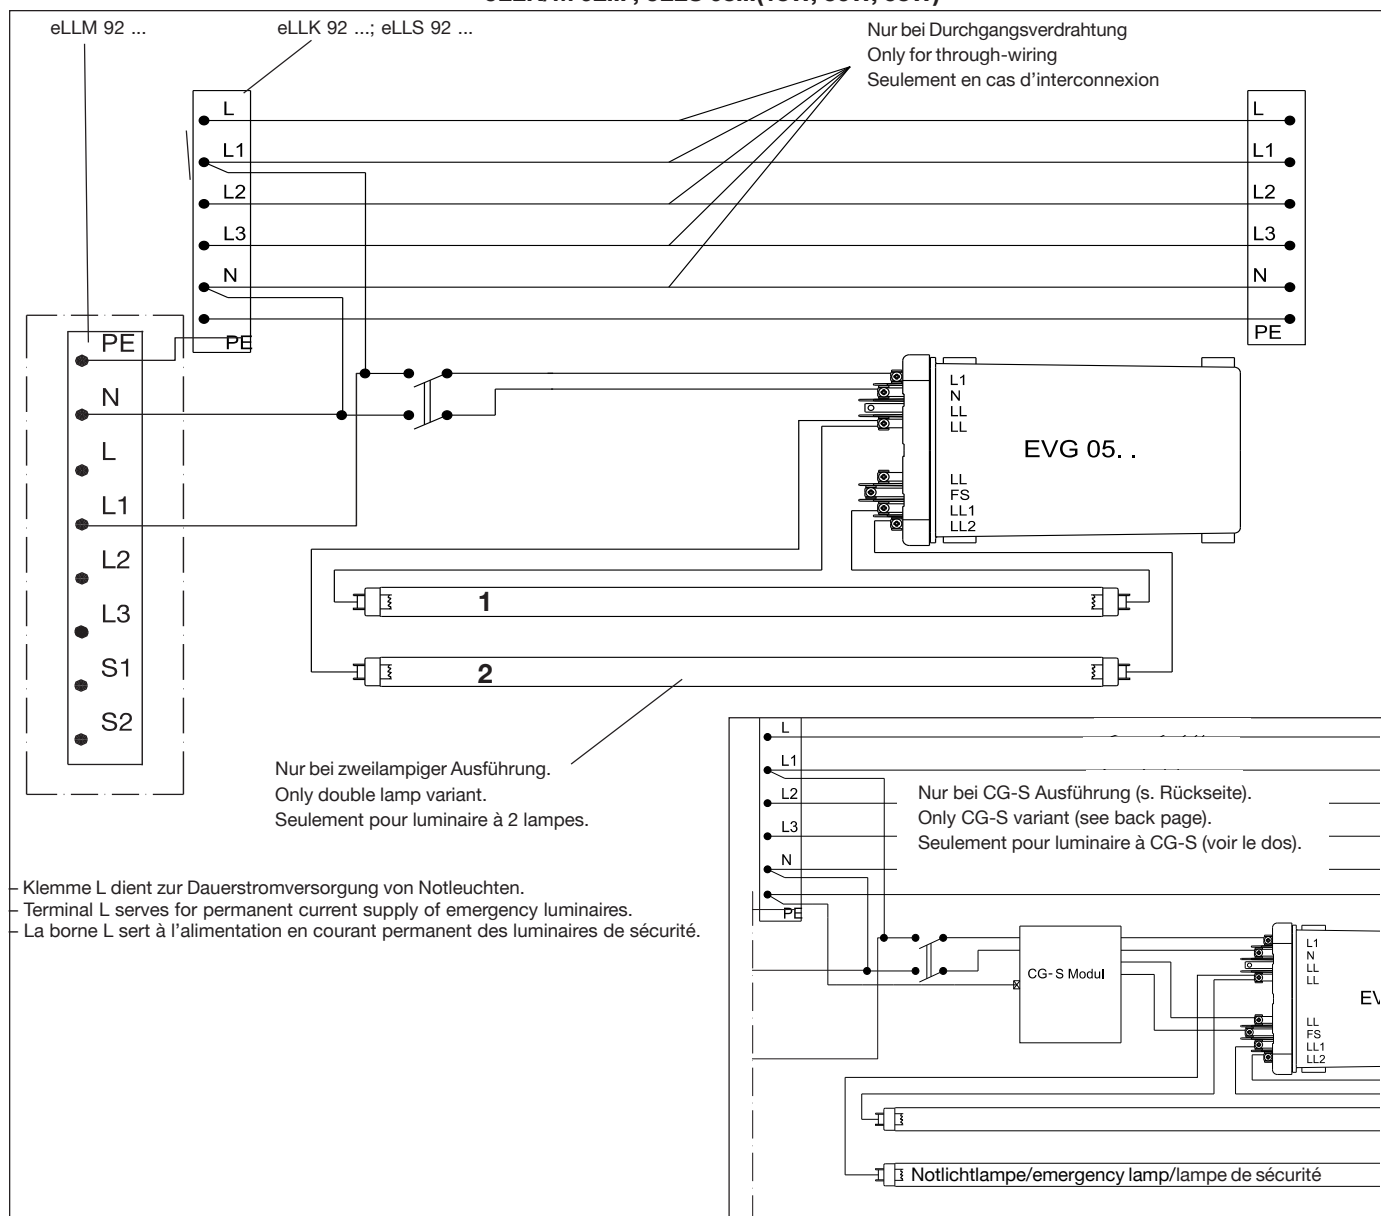 eLLM 92 ...
eLLK 92 ...; eLLS 92 ...
Nur bei Durchgangsverdrahtung
Only for through-wiring
Seulement en cas d'interconnexion
L
L1
L2
L3
N
PE
L
L1
L2
L3
N
PE
PE
N
L
L1
L2
L3
S1
S2
L1
N
LL
LL
EVG 05. .
LL
FS
LL1
LL2
1
2
Nur bei zweilampiger Ausführung.
Only double lamp variant.
Seulement pour luminaire à 2 lampes.
– Klemme L dient zur Dauerstromversorgung von Notleuchten.
– Terminal L serves for permanent current supply of emergency luminaires.
– La borne L sert à l'alimentation en courant permanent des luminaires de sécurité.
L
L1
L2
L3
N
PE
Nur bei CG-S Ausführung (s. Rückseite).
Only CG-S variant (see back page).
Seulement pour luminaire à CG-S (voir le dos).
CG-S Modul
L1
N
LL
LL
EV
LL
FS
LL1
LL2
Notlichtlampe/emergency lamp/lampe de sécurité